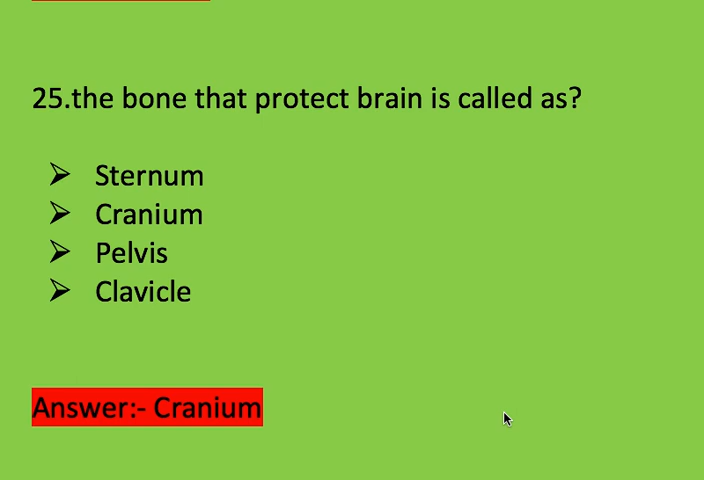 25.the bone that protect brain is called as?
➢ Sternum
➢ Cranium
➢ Pelvis
➢ Clavicle
Answer:- Cranium